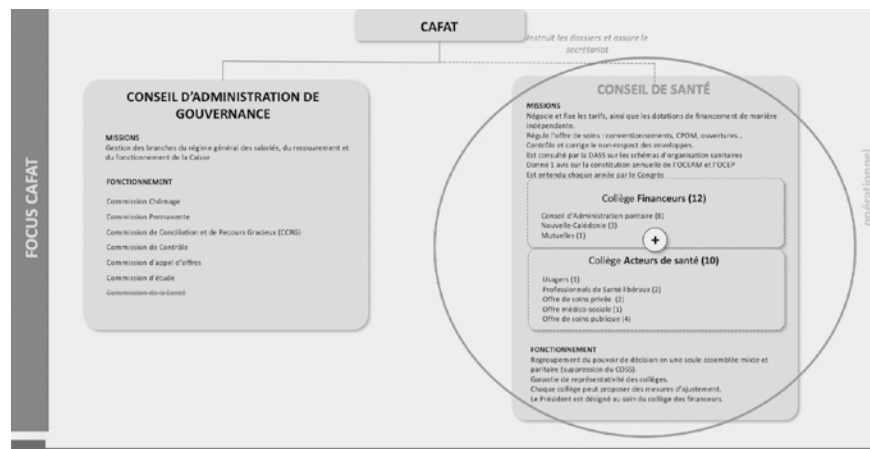 CAFAT
Instruit les dossiers et assure le
secrétariat
FOCUS CAFAT
CONSEIL D'ADMINISTRATION DE
GOUVERNANCE
MISSIONS
Gestion des branches du régime général des salariés, du recouvrement et
du fonctionnement de la Caisse
FONCTIONNEMENT
Commission Chômage
Commission Permanente
Commission de Conciliation et de Recours Gracieux (CCRG)
Commission de Contrôle
Commission d'appel d'offres
Commission d'étude
Commission de la Santé
CONSEIL DE SANTÉ
MISSIONS
Négocie et fixe les tarifs, ainsi que les dotations de financement de manière
indépendante.
Régule l'offre de soins : conventionnements, CPOM, ouvertures...
Contrôle et corrige le non-respect des enveloppes.
Est consulté par la DASS sur les schémas d'organisation sanitaires
Donne 1 avis sur la constitution annuelle de l'OCEAM et l'OCEP
Est entendu chaque année par le Congrès
Collège Financeurs (12)
Conseil d'Administration paritaire (8)
Nouvelle-Calédonie (3)
Mutuelles (1)
+
Collège Acteurs de santé (10)
Usagers (1)
Professionnels de Santé libéraux (2)
Offre de soins privée (2)
Offre médico-sociale (1)
Offre de soins publique (4)
FONCTIONNEMENT
Regroupement du pouvoir de décision en une seule assemblée mixte et
paritaire (suppression du COSS).
Garantie de représentativité des collèges.
Chaque collège peut proposer des mesures d'ajustement.
Le Président est désigné au sein du collège des financeurs.
opérationnel